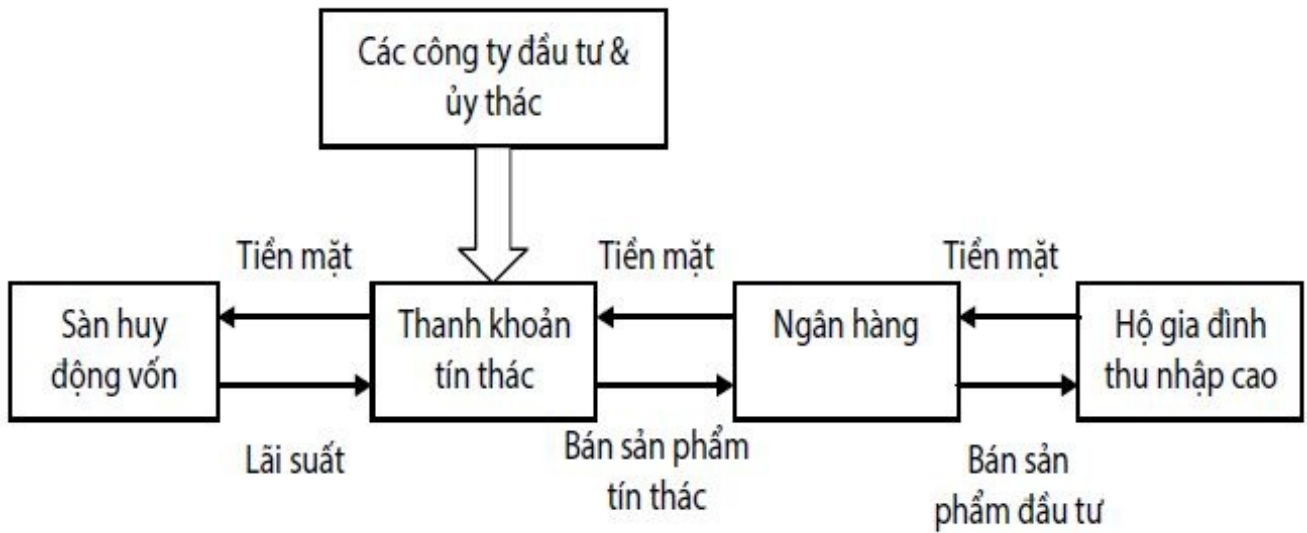 Các công ty đầu tư &
ủy thác
Tiền mặt
Tiền mặt
Tiền mặt
Sàn huy
động vốn
Thanh khoản
tín thác
Ngân hàng
Hộ gia đình
thu nhập cao
Lãi suất
Bán sản phẩm
tín thác
Bán sản
phẩm đầu tư